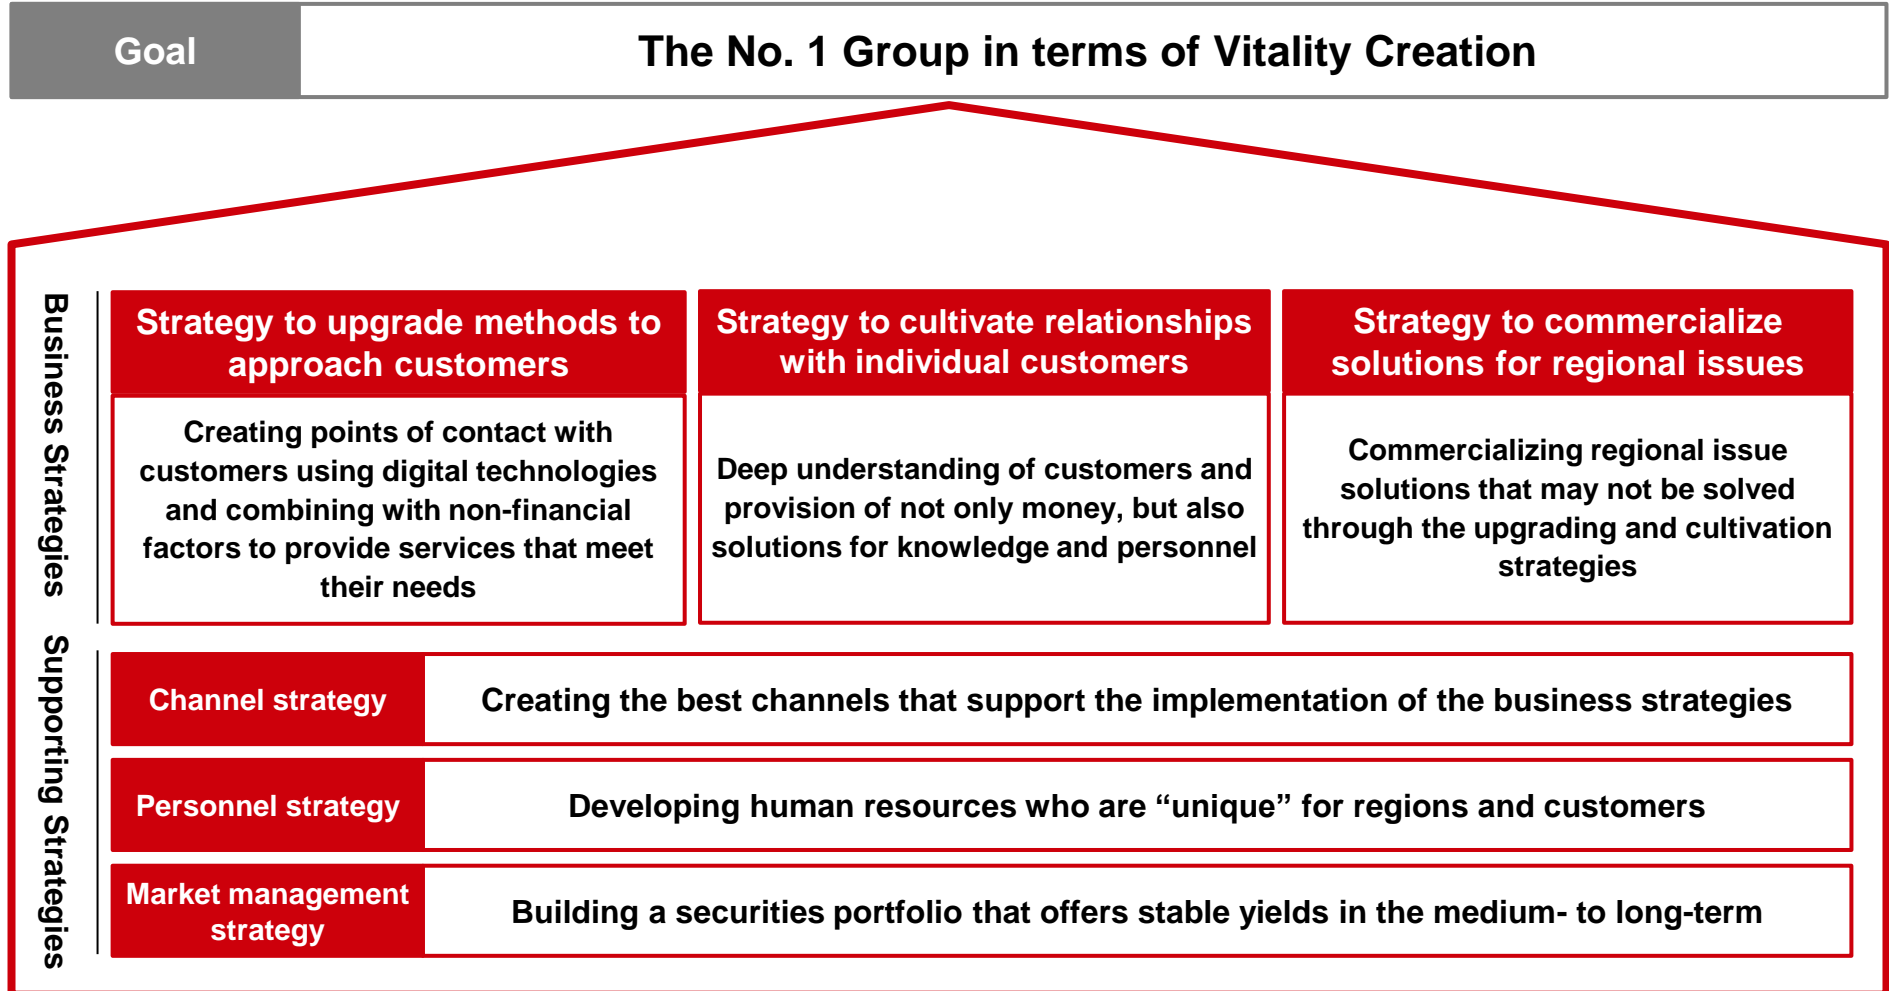 Goal
The No. 1 Group in terms of Vitality Creation
Business Strategies
Strategy to upgrade methods to
approach customers
Creating points of contact with
customers using digital technologies
and combining with non-financial
factors to provide services that meet
their needs
Strategy to cultivate relationships
with individual customers
Deep understanding of customers and
provision of not only money, but also
solutions for knowledge and personnel
Strategy to commercialize
solutions for regional issues
Commercializing regional issue
solutions that may not be solved
through the upgrading and cultivation
strategies
Supporting Strategies
Channel strategy
Creating the best channels that support the implementation of the business strategies
Personnel strategy
Developing human resources who are “unique” for regions and customers
Market management
strategy
Building a securities portfolio that offers stable yields in the medium- to long-term